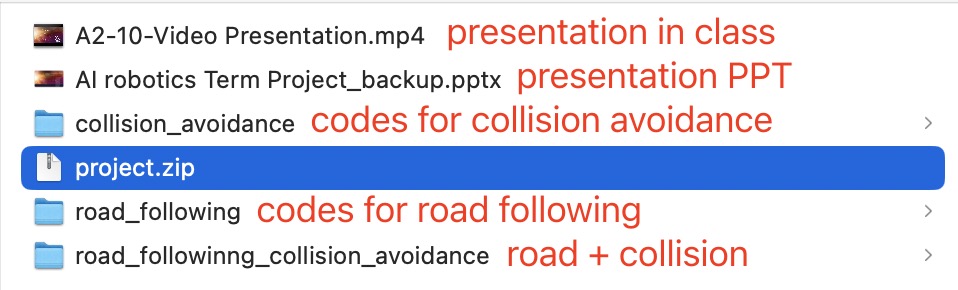 A2-10-Video Presentation.mp4 presentation in class
AI robotics Term Project_backup.pptx presentation PPT
collision_avoidance codes for collision avoidance
project.zip
road_following codes for road following
road_followinng_collision_avoidance road + collision